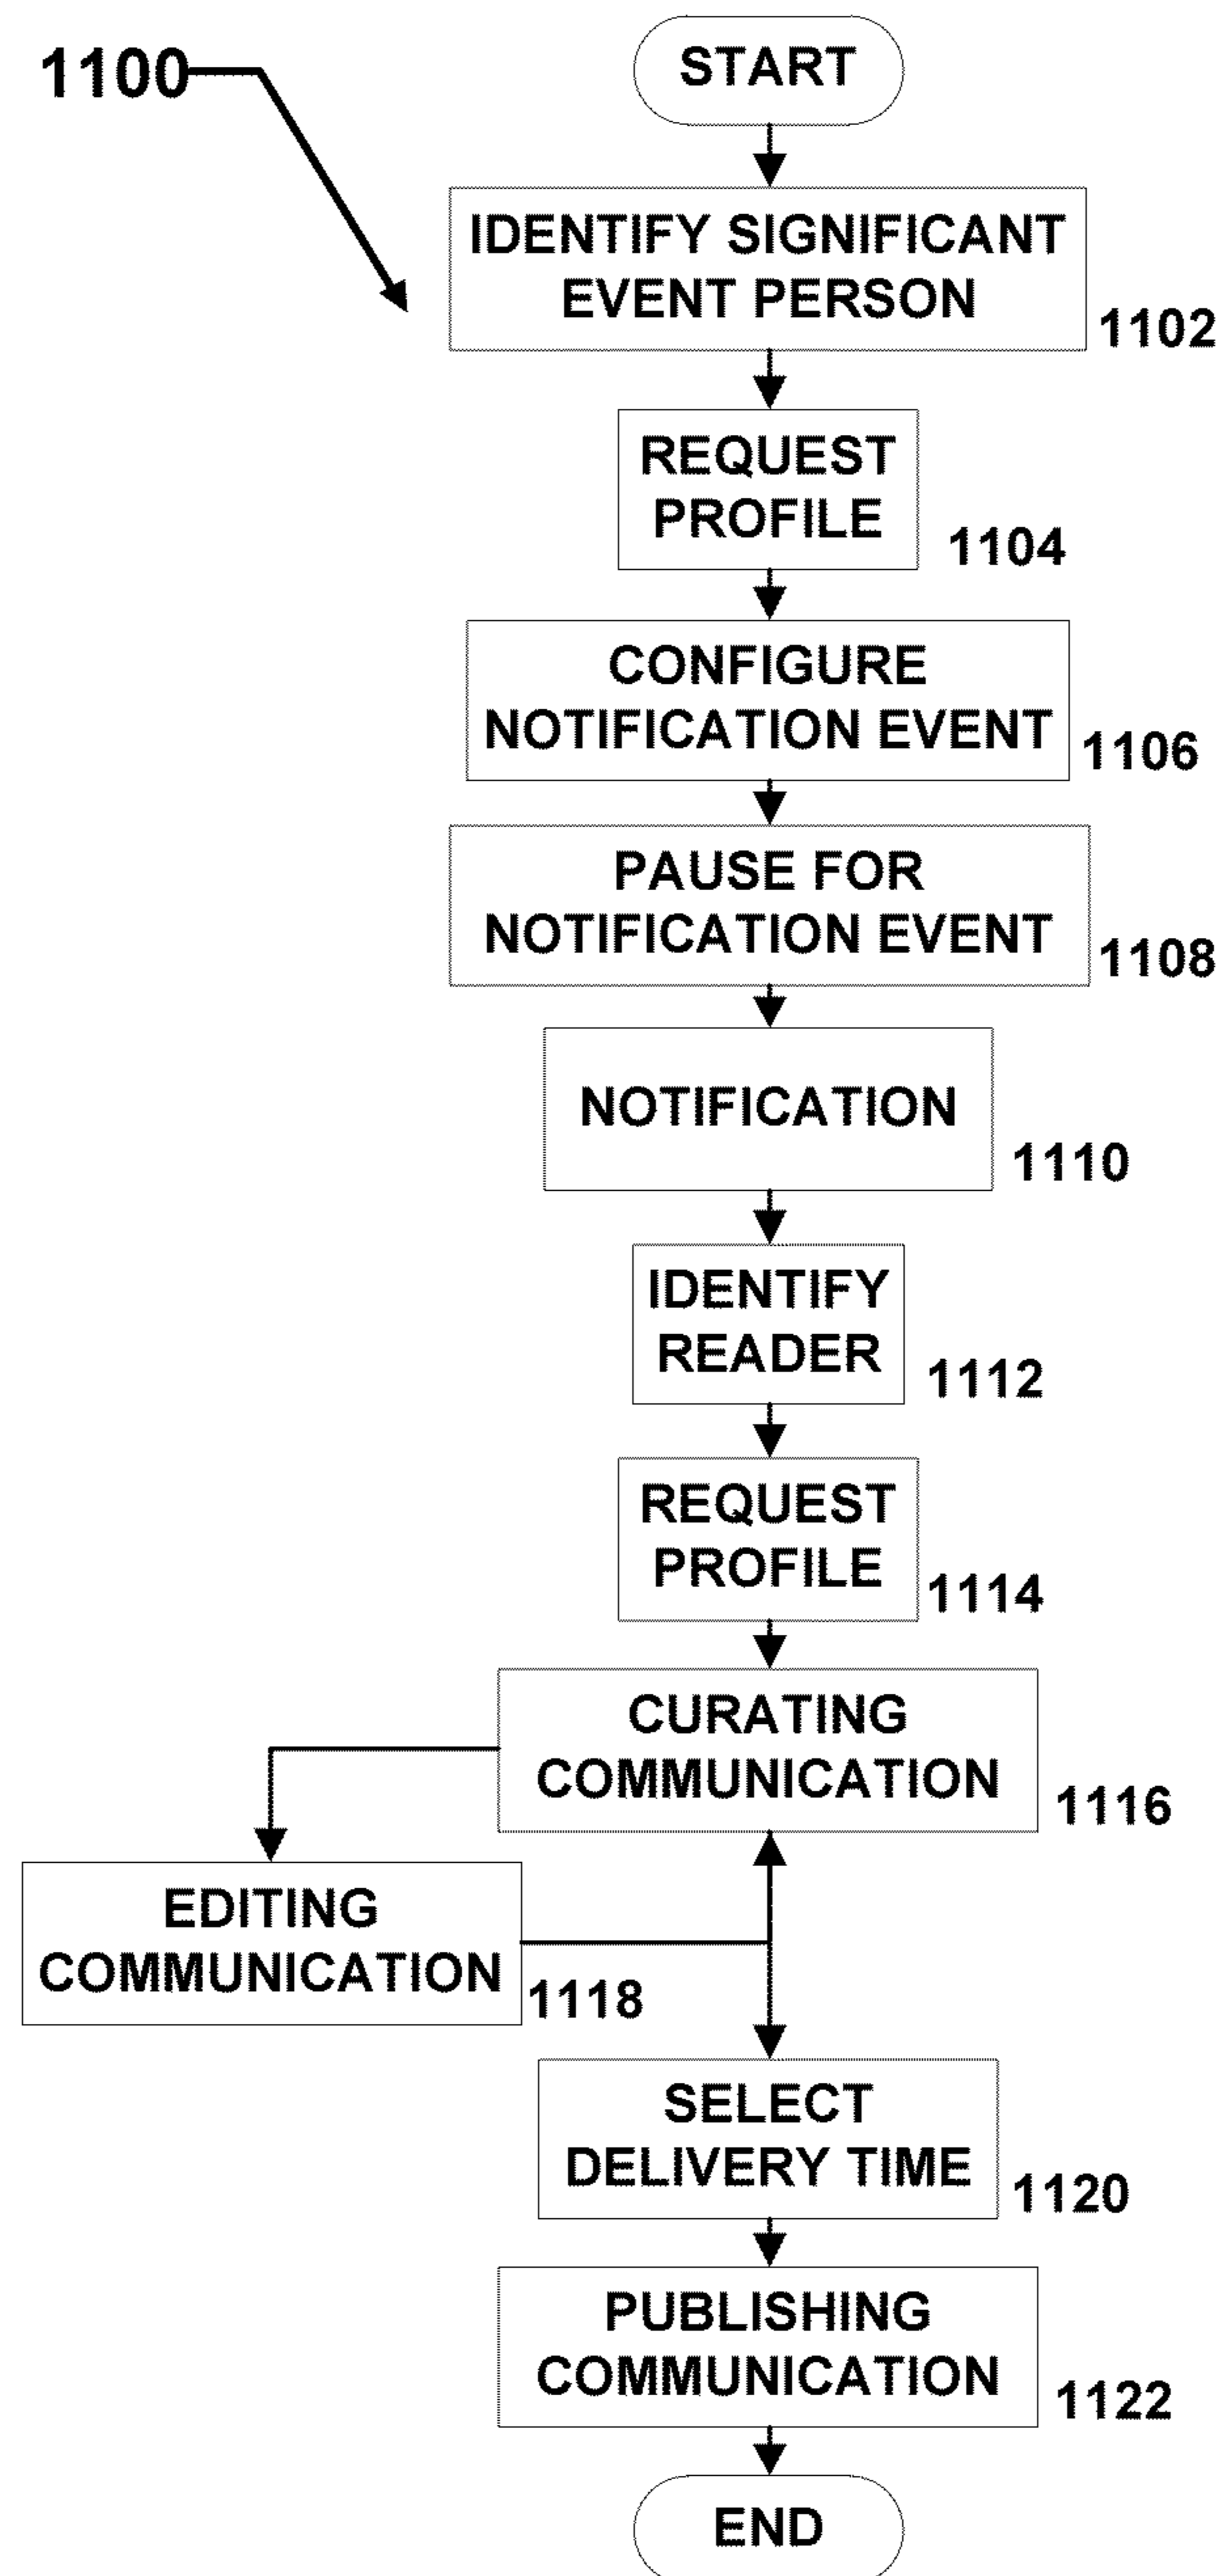 1100
START
IDENTIFY SIGNIFICANT
EVENT PERSON
1102
REQUEST
PROFILE
1104
CONFIGURE
NOTIFICATION EVENT
1106
PAUSE FOR
NOTIFICATION EVENT
1108
NOTIFICATION
1110
IDENTIFY
READER
1112
REQUEST
PROFILE
1114
CURATING
COMMUNICATION
1116
EDITING
COMMUNICATION
1118
SELECT
DELIVERY TIME
1120
PUBLISHING
COMMUNICATION
1122
END